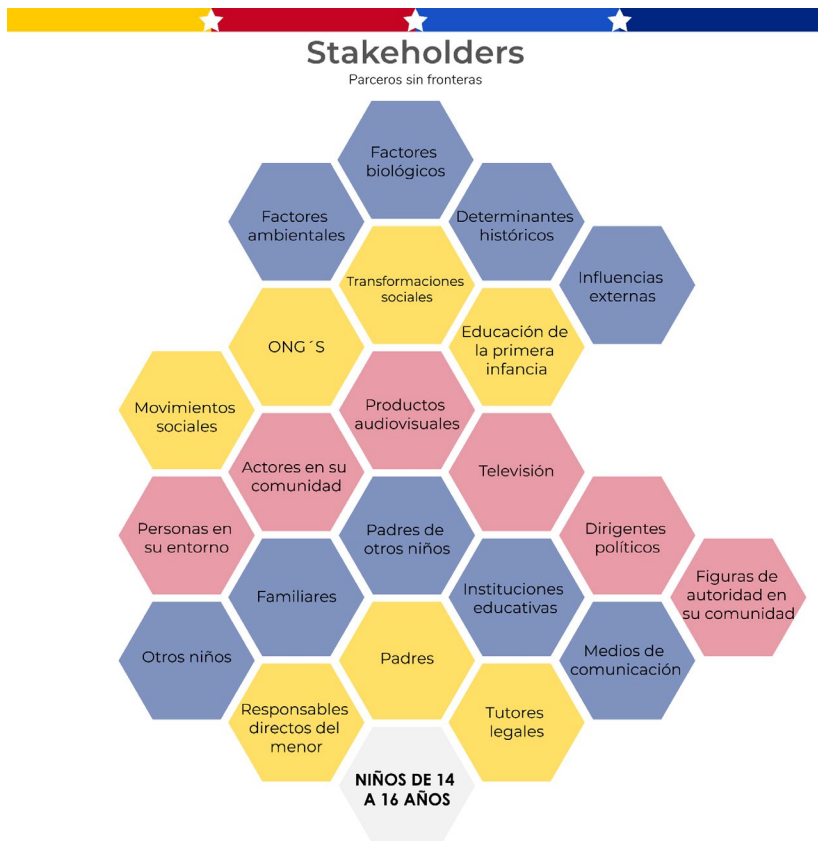 Stakeholders
Parceros sin fronteras
Factores
biológicos
Factores
ambientales
Determinantes
históricos
Transformaciones
sociales
Influencias
externas
ONG´S
Educación de
la primera
infancia
Movimientos
sociales
Productos
audiovisuales
Actores en su
comunidad
Televisión
Personas en
su entorno
Padres de
otros niños
Dirigentes
políticos
Familiares
Instituciones
educativas
Figuras de
autoridad en
su comunidad
Otros niños
Padres
Medios de
comunicación
Responsables
directos del
menor
Tutores
legales
NIÑOS DE 14
A 16 AÑOS